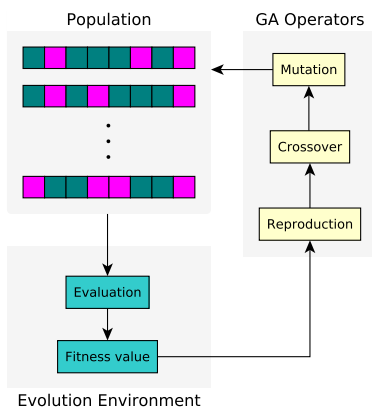 Population
GA Operators
Mutation
Crossover
Reproduction
Evaluation
Fitness value
Evolution Environment